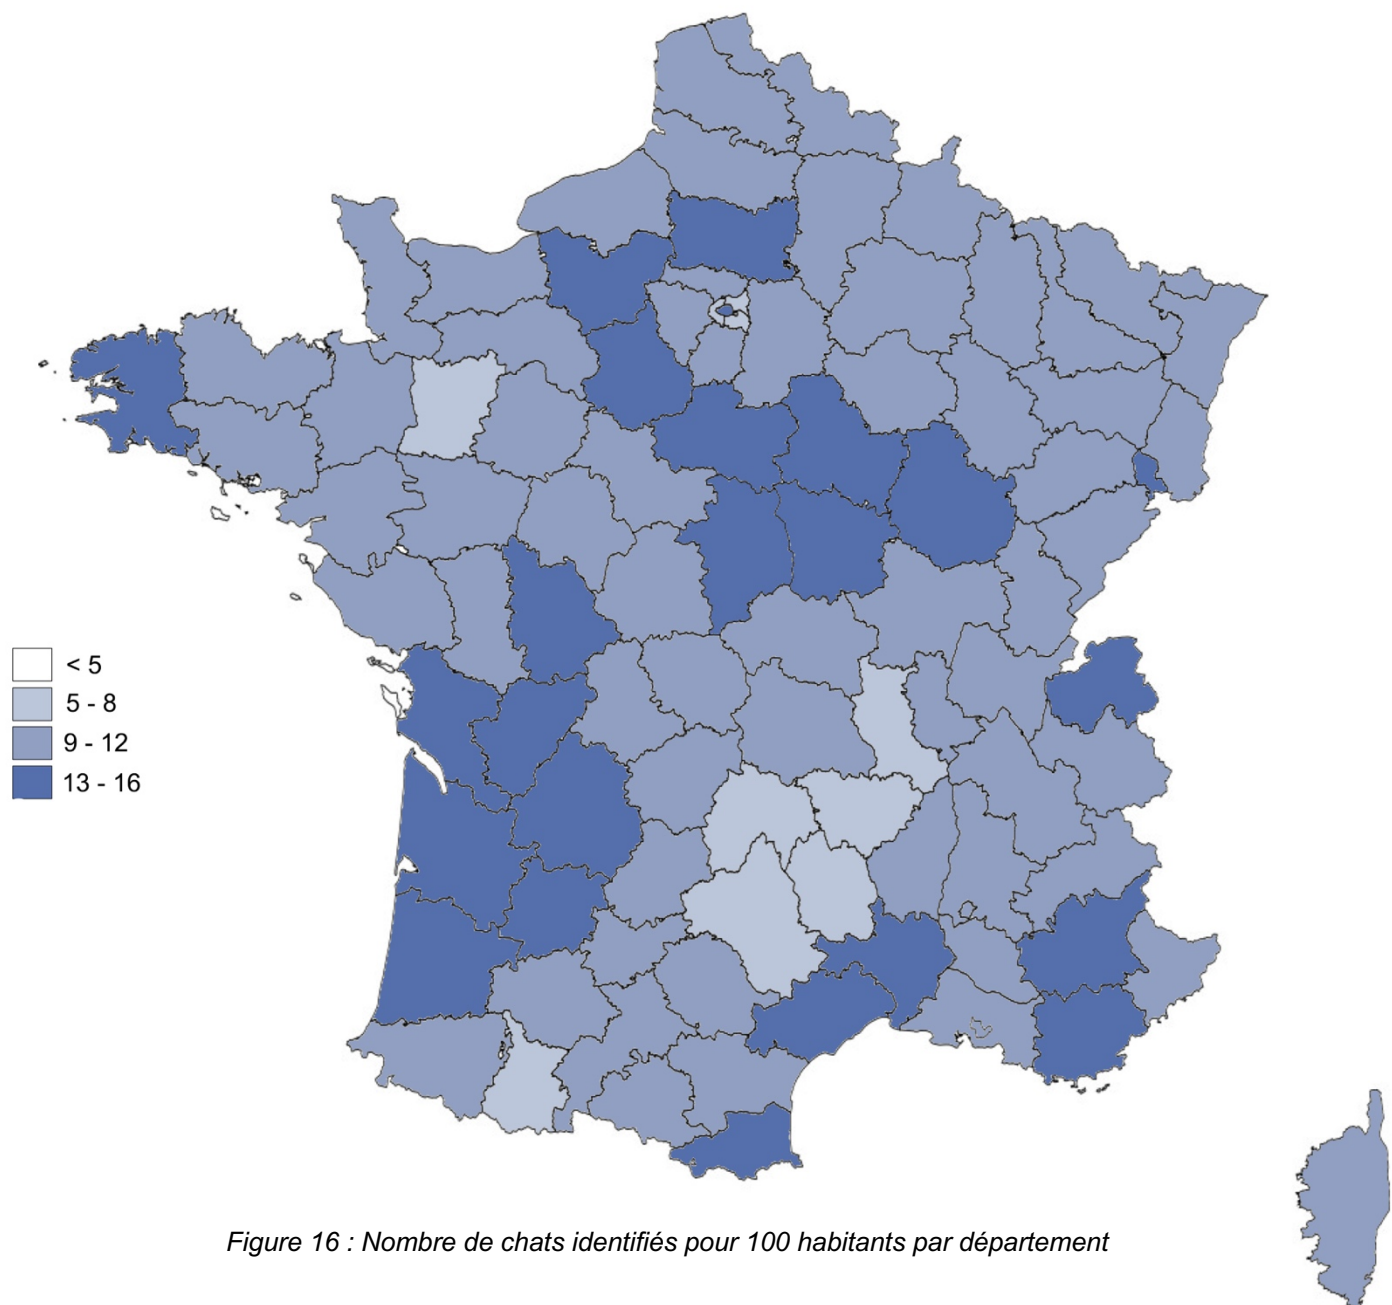 < 5
5 - 8
9 - 12
13 - 16
Figure 16 : Nombre de chats identifiés pour 100 habitants par département